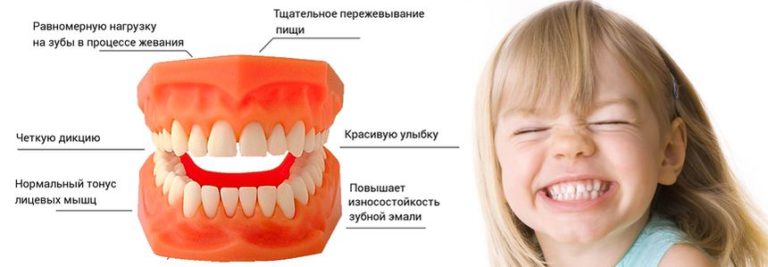 Равномерную нагрузку
на зубы в процессе жевания
Тщательное пережевывание
пищи
Четкую дикцию
Красивую улыбку
Нормальный тонус
лицевых мышц
Повышает
износостойкость
зубной эмали